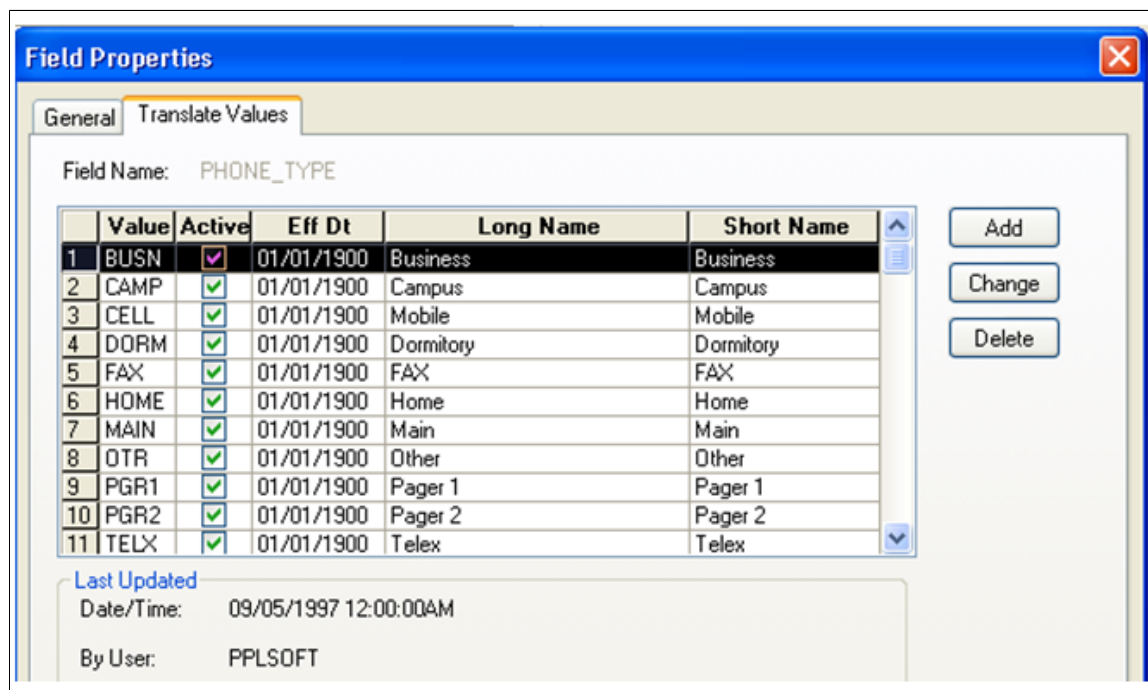 Field Properties
General Translate Values
Field Name: PHONE_TYPE
Value Active Eff Dt Long Name Short Name
1 BUSN 01/01/1900 Business Business
2 CAMP 01/01/1900 Campus Campus
3 CELL 01/01/1900 Mobile Mobile
4 DORM 01/01/1900 Dormitory Dormitory
5 FAX 01/01/1900 FAX FAX
6 HOME 01/01/1900 Home Home
7 MAIN 01/01/1900 Main Main
8 OTR 01/01/1900 Other Other
9 PGR1 01/01/1900 Pager 1 Pager 1
10 PGR2 01/01/1900 Pager 2 Pager 2
11 TELX 01/01/1900 Telex Telex
Add
Change
Delete
Last Updated
Date/Time: 09/05/1997 12:00:00AM
By User: PPLSOFT